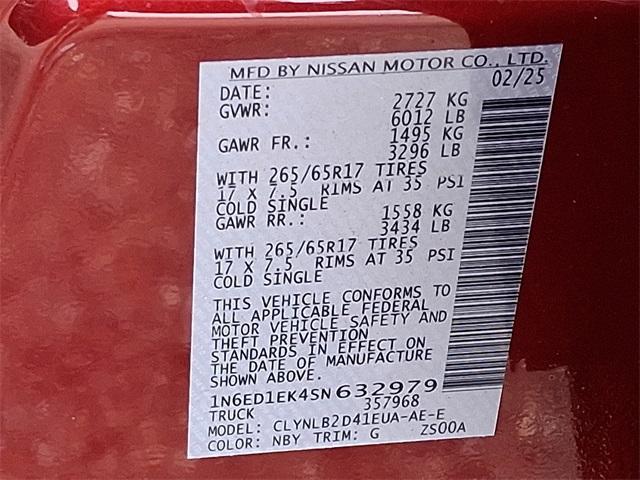 MFD BY NISSAN MOTOR CO., LTD.
DATE: 02/25
GVWR: 2727 KG
6012 LB
GAWR FR.: 1495 KG
3296 LB
WITH 265/65R17 TIRES
17 X 7.5 RIMS AT 35 PSI
COLD SINGLE
GAWR RR.: 1558 KG
3434 LB
WITH 265/65R17 TIRES
17 X 7.5 RIMS AT 35 PSI
COLD SINGLE
THIS VEHICLE CONFORMS TO
ALL APPLICABLE FEDERAL
MOTOR VEHICLE SAFETY AND
THEFT PREVENTION
STANDARDS IN EFFECT ON
THE DATE OF MANUFACTURE
SHOWN ABOVE.
1N6ED1EK4SN632979
TRUCK 357968
MODEL: CLYNLB2D41EUA-AE-E
COLOR: NBY TRIM: G ZS00A